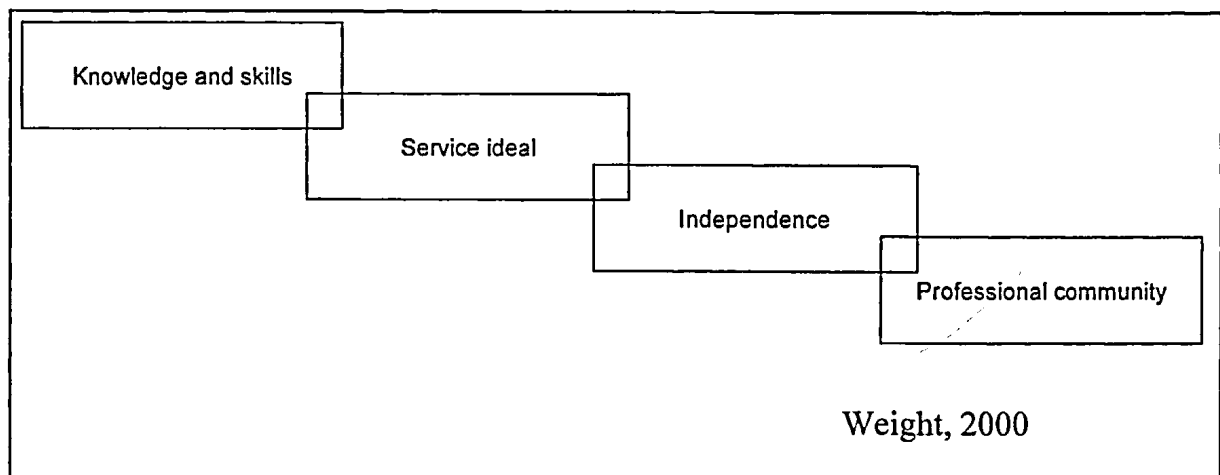 Knowledge and skills
Service ideal
Independence
Professional community
Weight, 2000